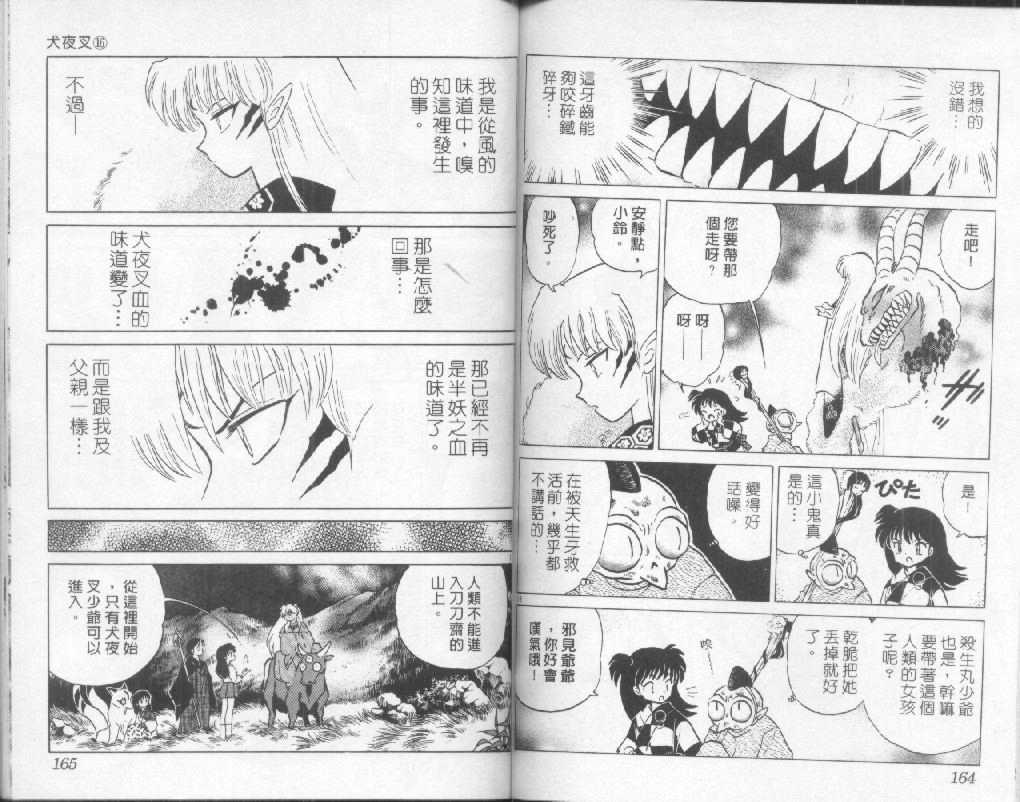 我想的
沒錯…
這牙齒能
夠咬碎鐵
碎牙…
走吧！
您要帶那
個走呀？
呀
呀
安靜點，
小鈴。
吵死了。
是—
ぴた
這小鬼真
是的…
變得好
聒噪。
在被天生牙救
活前，幾乎都
不講話的…
殺生丸少爺
也是，幹嘛
要帶著這個
人類的女孩
子呢？
乾脆把她
丟掉就好
了。
唉
邪見爺爺
，你好會
嘆氣哦！
164
犬夜叉⑯
我是從風的
味道中，嗅
知這裡發生
的事。
不過—
那是怎麼
回事…
犬夜叉血的
味道變了…
那已經不再
是半妖之血
的味道了。
而是跟我及
父親一樣…
人類不能進
入刀刀齋的
山上。
從這裡開始
，只有犬夜
叉少爺可以
進入。
165